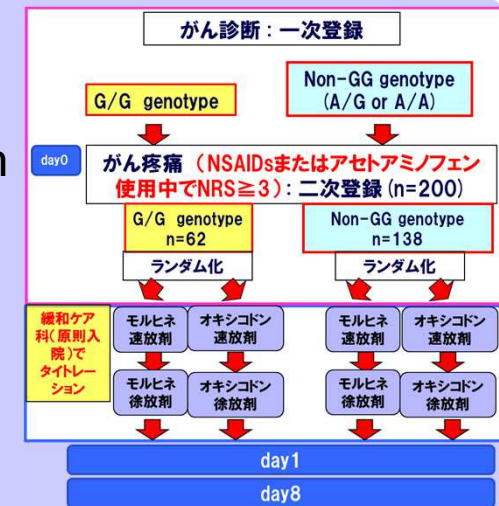 がん診断：一次登録
G/G genotype
Non-GG genotype
(A/G or A/A)
n
day0
がん疼痛（NSAIDsまたはアセトアミノフェン
使用中でNRS≧3）：二次登録（n=200）
G/G genotype
n=62
Non-GG genotype
n=138
ランダム化
ランダム化
緩和ケア
科（原則入
院）で
タイトレー
ション
モルヒネ
速放剤
オキシコドン
速放剤
モルヒネ
速放剤
オキシコドン
速放剤
モルヒネ
徐放剤
オキシコドン
徐放剤
モルヒネ
徐放剤
オキシコドン
徐放剤
day1
day8